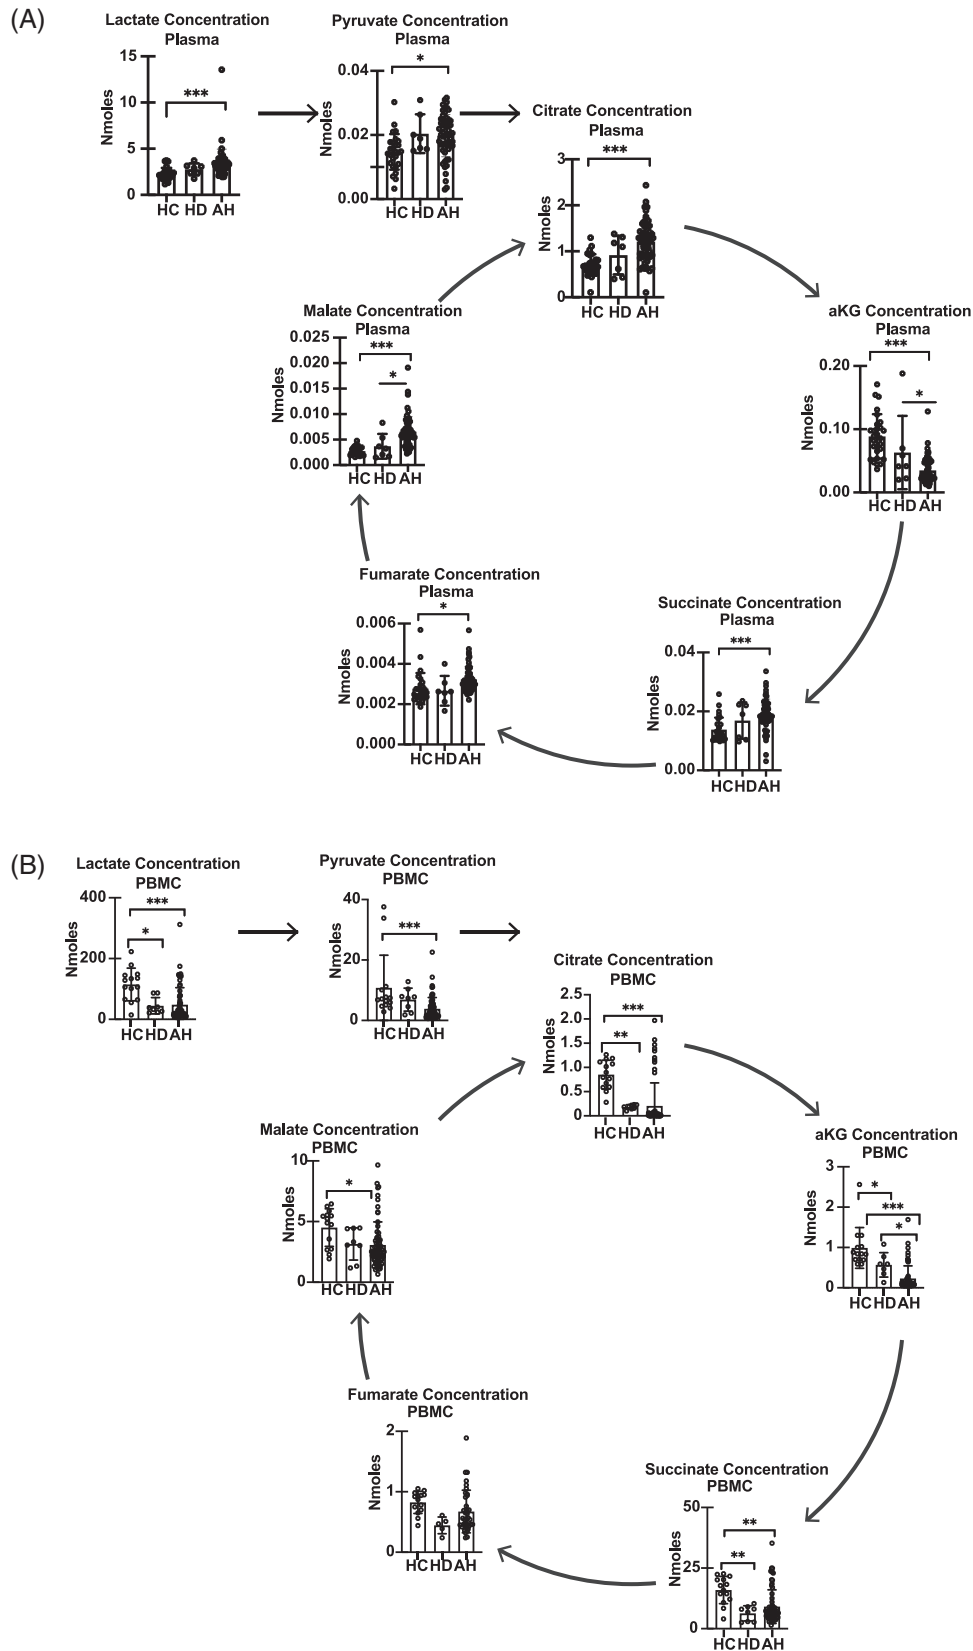 (A)
Lactate Concentration
Plasma
Nmoles
15
10
5
0
***
HC HD AH
Pyruvate Concentration
Plasma
Nmoles
0.04
0.02
0.00
*
HC HD AH
Citrate Concentration
Plasma
Nmoles
3
2
1
0
***
HC HD AH
Malate Concentration
Plasma
Nmoles
0.025
0.020
0.015
0.010
0.005
0.000
***
*
HC HD AH
aKG Concentration
Plasma
Nmoles
0.20
0.10
0.00
***
*
HC HD AH
Fumarate Concentration
Plasma
Nmoles
0.006
0.004
0.002
0.000
*
HC HD AH
Succinate Concentration
Plasma
Nmoles
0.04
0.02
0.00
***
HC HD AH
(B)
Lactate Concentration
PBMC
Nmoles
400
200
0
***
*
HC HD AH
Pyruvate Concentration
PBMC
Nmoles
40
20
0
***
HC HD AH
Citrate Concentration
PBMC
Nmoles
2.5
2.0
1.5
1.0
0.5
0
***
**
HC HD AH
Malate Concentration
PBMC
Nmoles
10
5
0
*
HC HD AH
aKG Concentration
PBMC
Nmoles
3
2
1
0
*
***
*
HC HD AH
Fumarate Concentration
PBMC
Nmoles
2
1
0
HC HD AH
Succinate Concentration
PBMC
Nmoles
50
25
0
**
**
HC HD AH